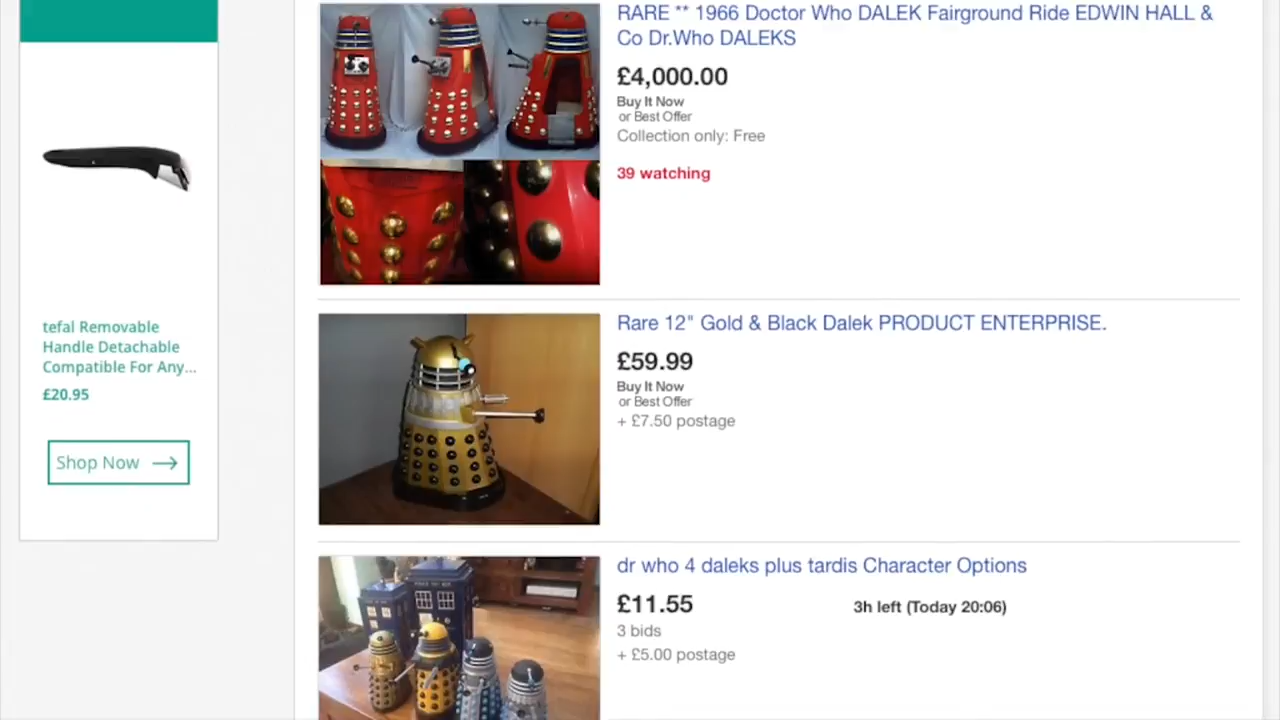 RARE ** 1966 Doctor Who DALEK Fairground Ride EDWIN HALL &
Co Dr.Who DALEKS
£4,000.00
Buy It Now
or Best Offer
Collection only: Free
39 watching
Rare 12" Gold & Black Dalek PRODUCT ENTERPRISE.
£59.99
Buy It Now
or Best Offer
+ £7.50 postage
dr who 4 daleks plus tardis Character Options
£11.55
3h left (Today 20:06)
3 bids
+ £5.00 postage
tefal Removable
Handle Detachable
Compatible For Any...
£20.95
Shop Now